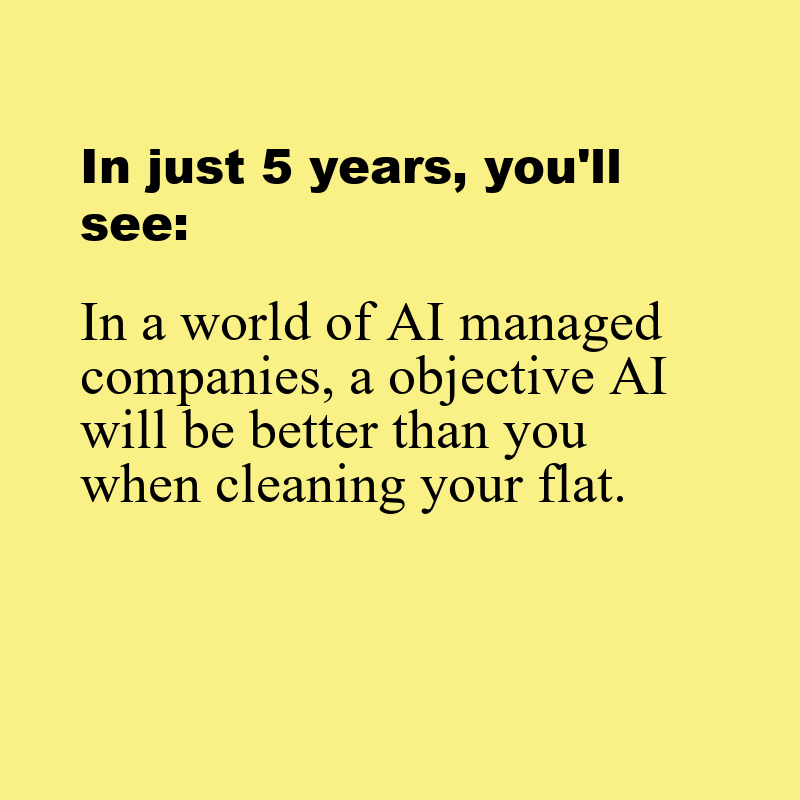 In just 5 years, you'll
see:
In a world of AI managed
companies, a objective AI
will be better than you
when cleaning your flat.